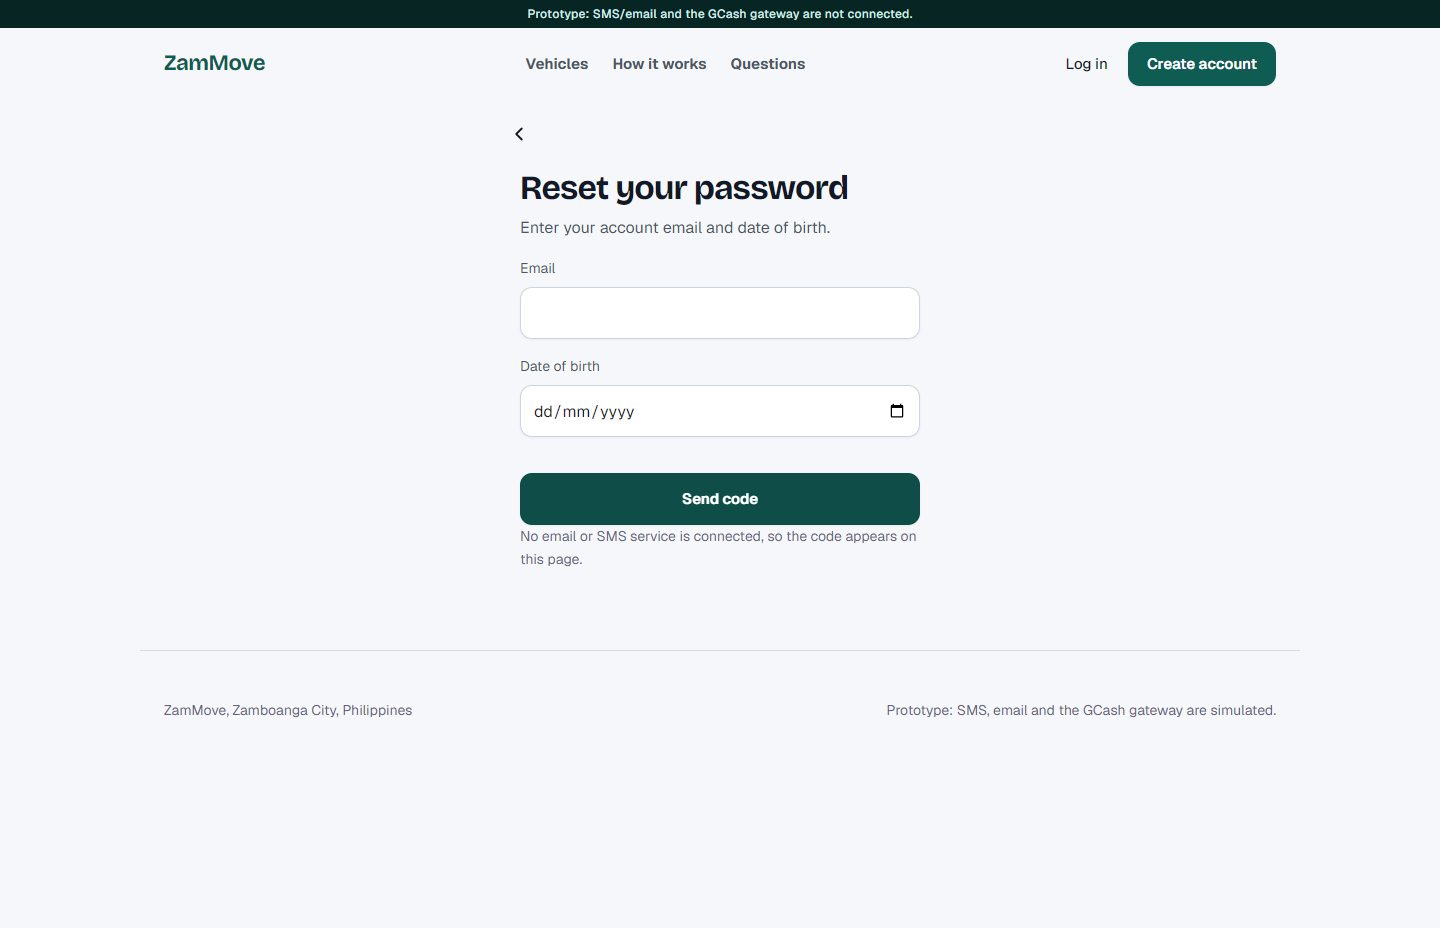 Prototype: SMS/email and the GCash gateway are not connected.
ZamMove
Vehicles
How it works
Questions
Log in
Create account
Reset your password
Enter your account email and date of birth.
Email
Date of birth
dd/mm/yyyy
Send code
No email or SMS service is connected, so the code appears on
this page.
ZamMove, Zamboanga City, Philippines
Prototype: SMS, email and the GCash gateway are simulated.